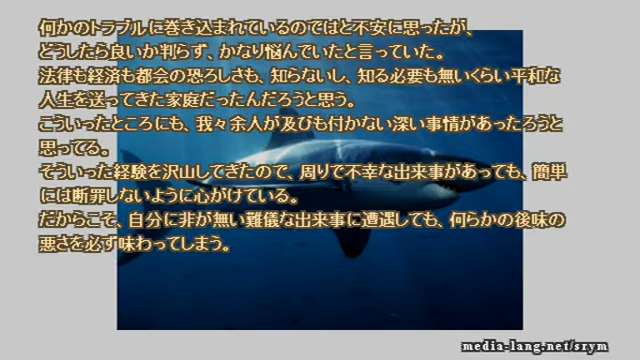 何かのトラブルに巻き込まれているのではと不安に思ったが、
どうしたら良いか判らず、かなり悩んでいたと言っていた。
法律も経済も都会の恐ろしさも、知らないし、知る必要も無いくらい平和な
人生を送ってきた家庭だったんだろうと思う。
こういったところにも、我々余人が及びも付かない深い事情があったろうと
思ってる。
そういった経験を沢山してきたので、周りで不幸な出来事があっても、簡単
には断罪しないように心がけている。
だからこそ、自分に非が無い難儀な出来事に遭遇しても、何らかの後味の
悪さを必ず味わってしまう。
media-lang.net/srym